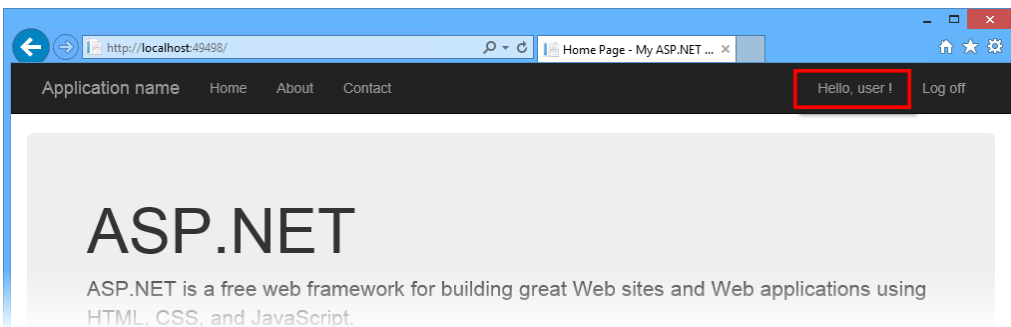 http://localhost:49498/
Home Page - My ASP.NET ...
Application name Home About Contact Hello, user ! Log off
ASP.NET
ASP.NET is a free web framework for building great Web sites and Web applications using
HTML, CSS, and JavaScript.